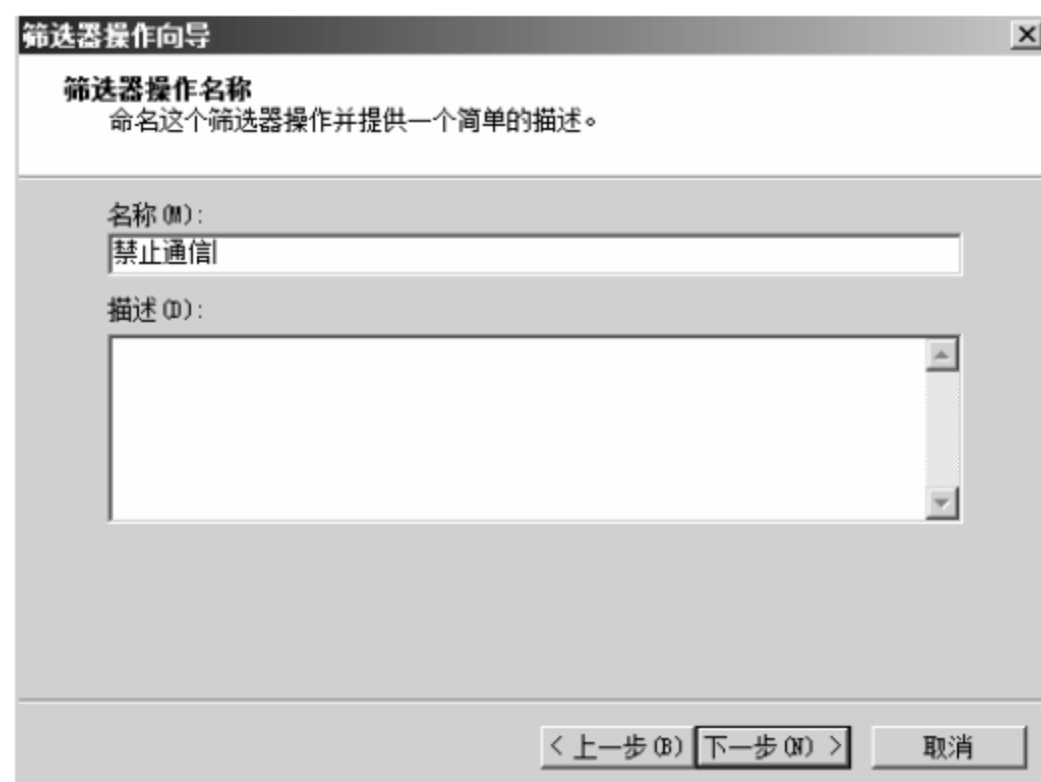 筛选器操作向导
筛选器操作名称
命名这个筛选器操作并提供一个简单的描述。
名称(M):
禁止通信
描述(D):
< 上一步(B) 下一步(N) > 取消